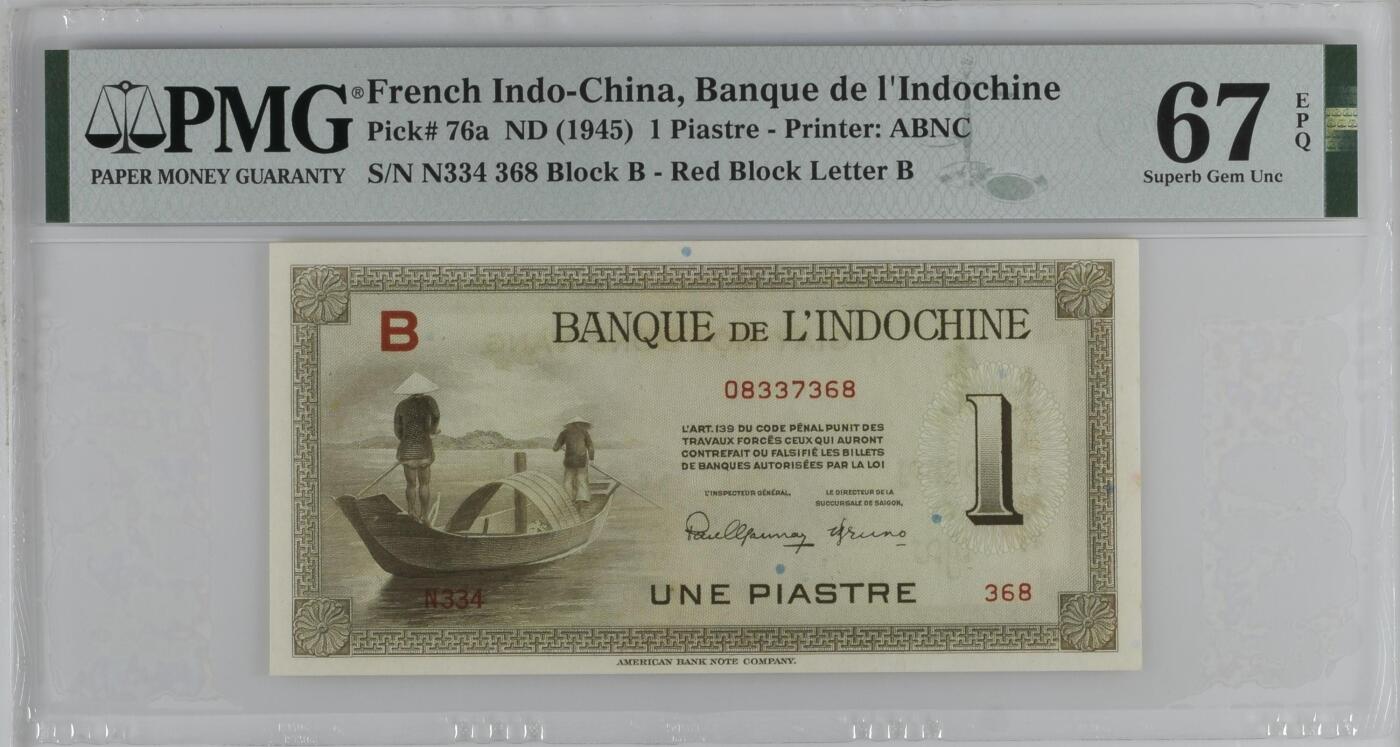 PMG®
PAPER MONEY GUARANTY
French Indo-China, Banque de l'Indochine
Pick# 76a ND (1945) 1 Piastre - Printer: ABNC
S/N N334 368 Block B - Red Block Letter B
67
EPQ
Superb Gem Unc
B
BANQUE DE L'INDOCHINE
08337368
L'ART. 139 DU CODE PÉNAL PUNIT DES
TRAVAUX FORCÉS CEUX QUI AURONT
CONTREFAIT OU FALSIFIÉ LES BILLETS
DE BANQUES AUTORISÉES PAR LA LOI
1
L'INSPECTEUR GÉNÉRAL,
LE DIRECTEUR DE LA
SUCCURSALE DE SAIGON,
N334
UNE PIASTRE
368
AMERICAN BANK NOTE COMPANY.